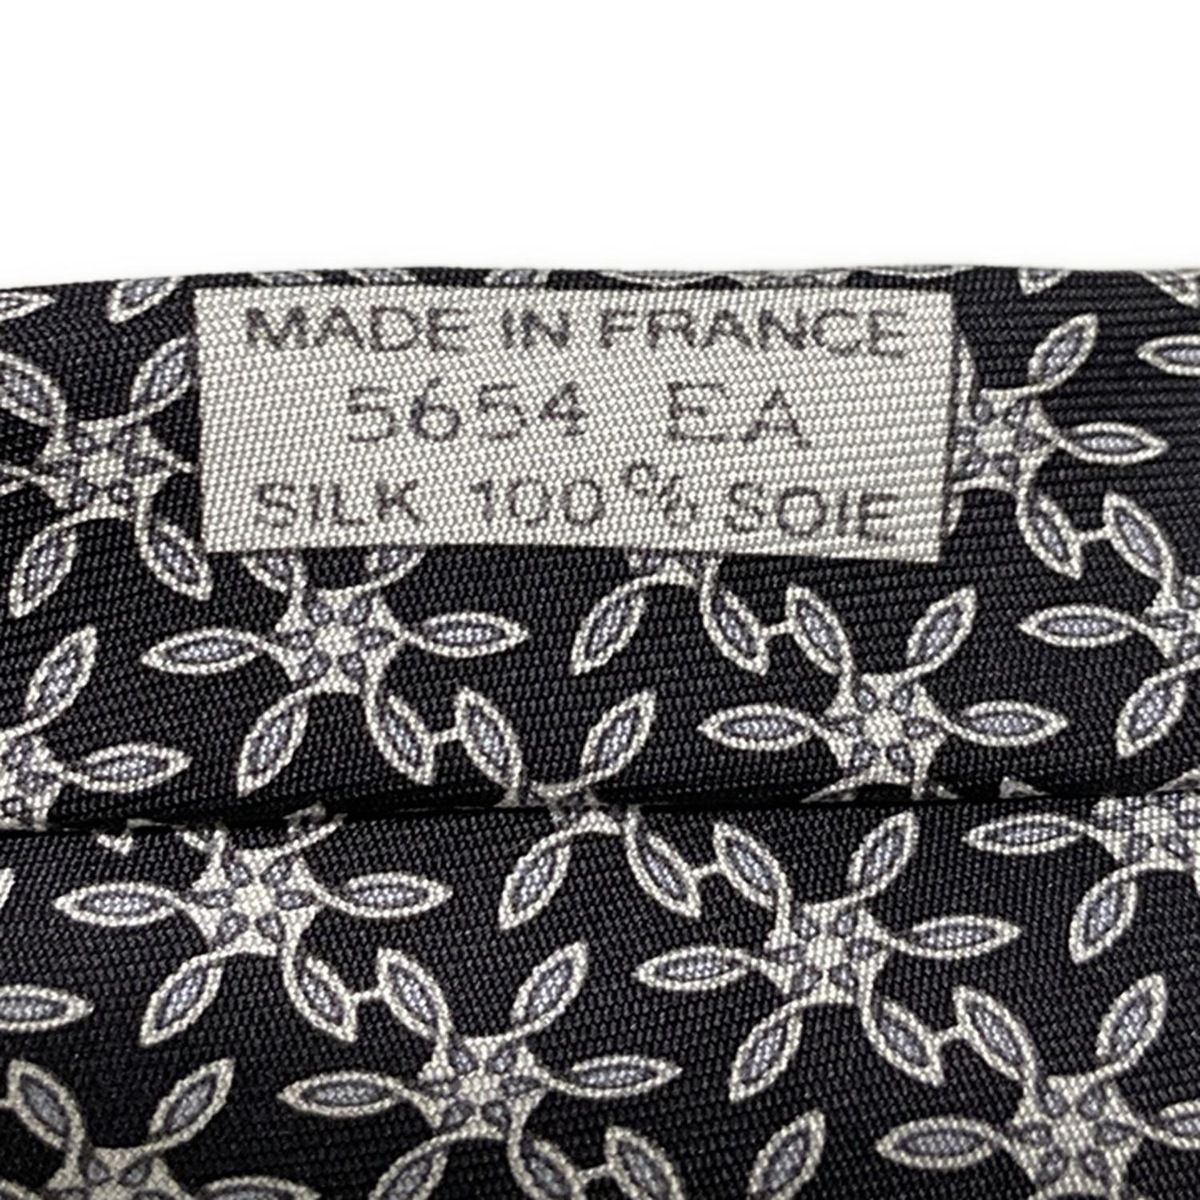 MADE IN FRANCE
5654 EA
SILK 100% SOIE